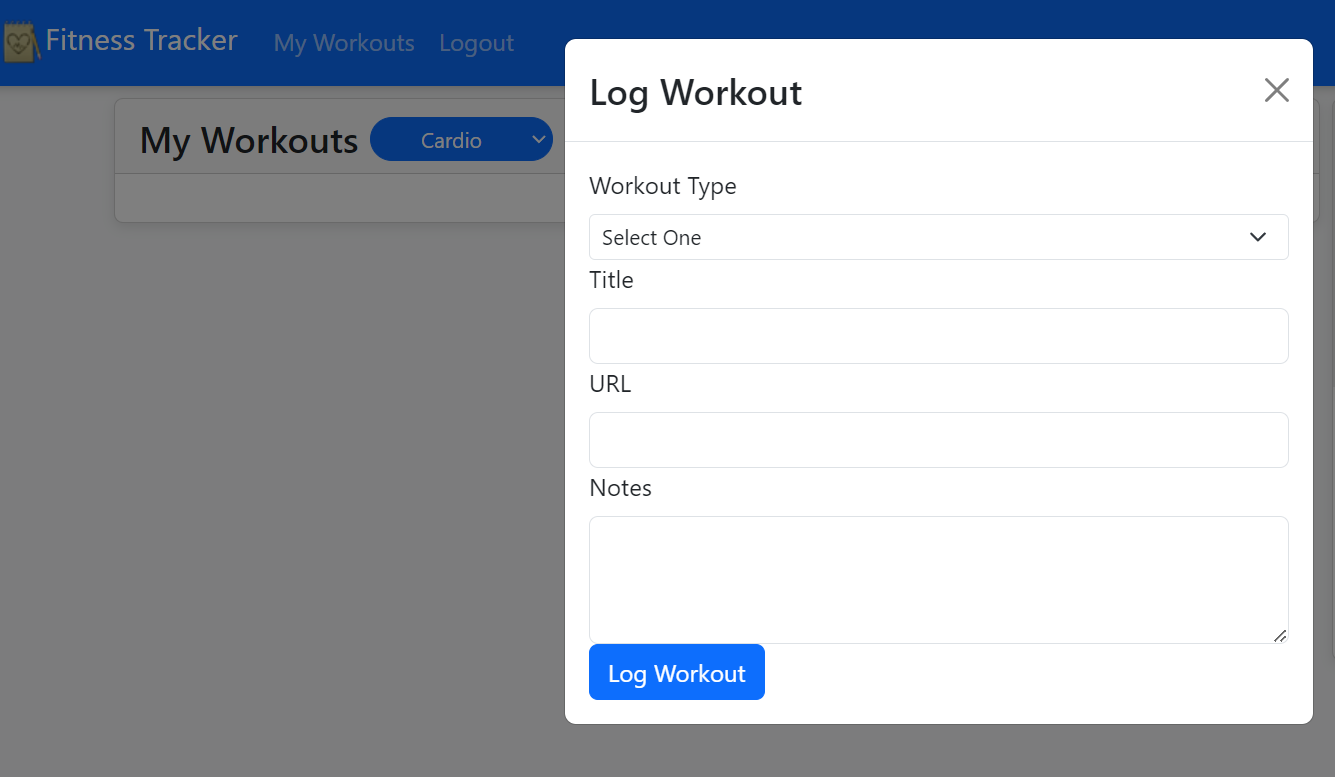 Fitness Tracker My Workouts Logout
My Workouts Cardio
Log Workout
Workout Type
Select One
Title
URL
Notes
Log Workout